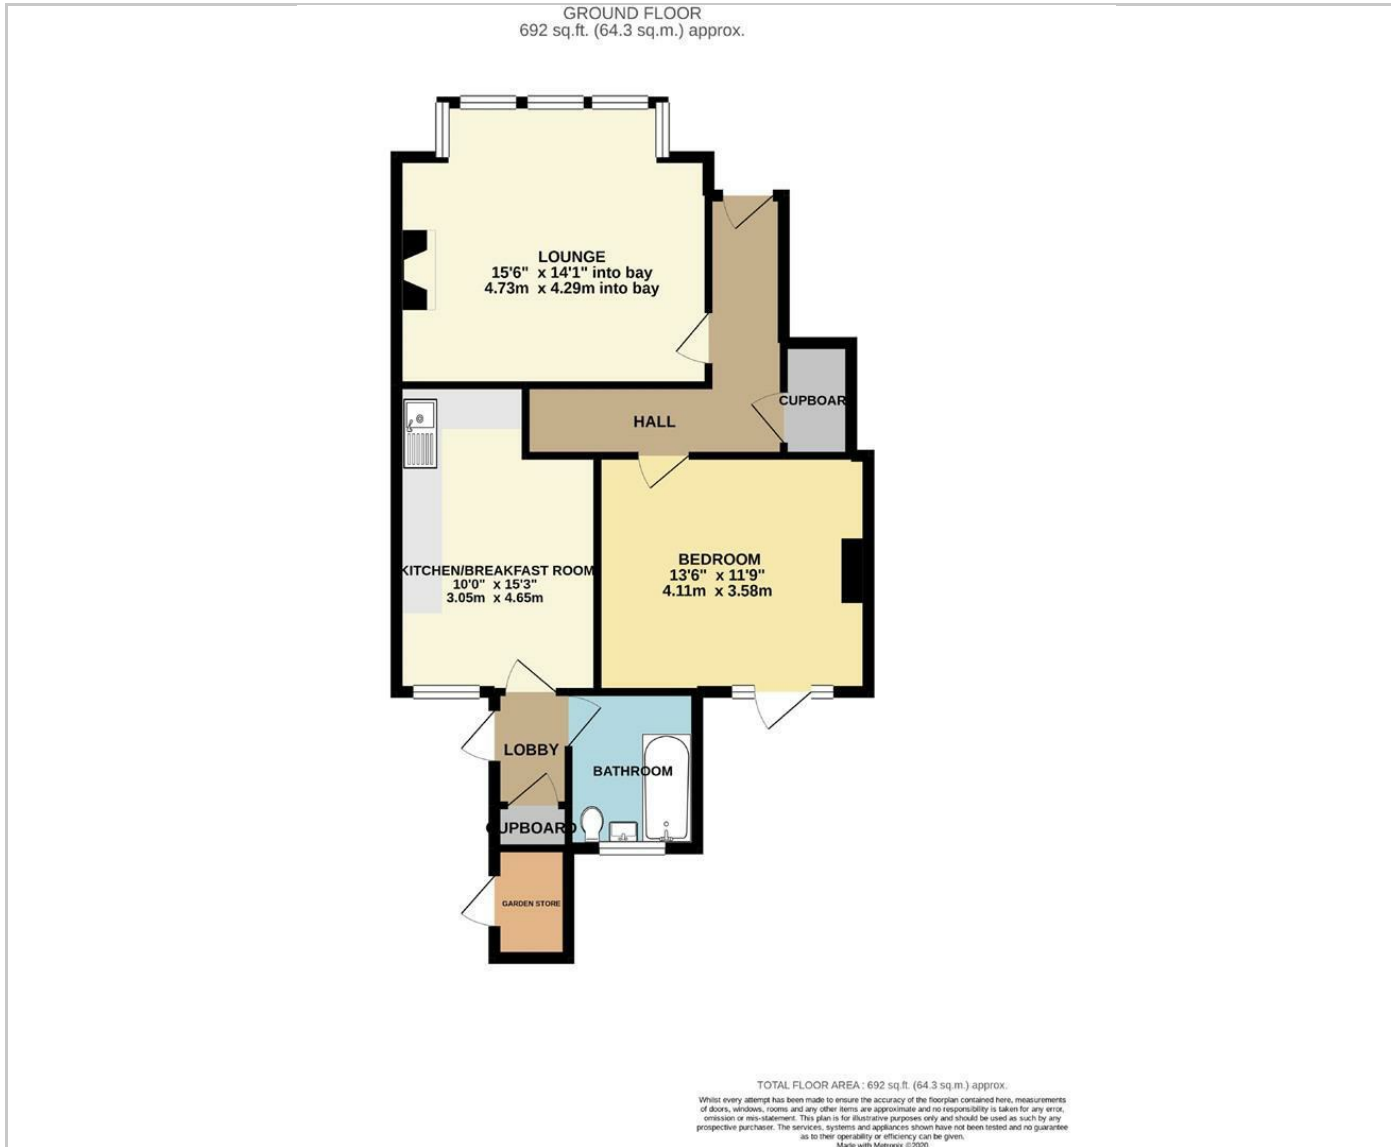 GROUND FLOOR
692 sq.ft. (64.3 sq.m.) approx.
LOUNGE
15'6" x 14'1" into bay
4.73m x 4.29m into bay
CUPBOAR
HALL
KITCHEN/BREAKFAST ROOM
10'0" x 15'3"
3.05m x 4.65m
BEDROOM
13'6" x 11'9"
4.11m x 3.58m
LOBBY
BATHROOM
CUPBOARD
GARDEN STORE
TOTAL FLOOR AREA : 692 sq.ft. (64.3 sq.m.) approx.
Whilst every attempt has been made to ensure the accuracy of the floorplan contained here, measurements
of doors, windows, rooms and any other items are approximate and no responsibility is taken for any error,
omission or mis-statement. This plan is for illustrative purposes only and should be used as such by any
prospective purchaser. The services, systems and appliances shown have not been tested and no guarantee
as to their operability or efficiency can be given.
Made with Metropix ©2020